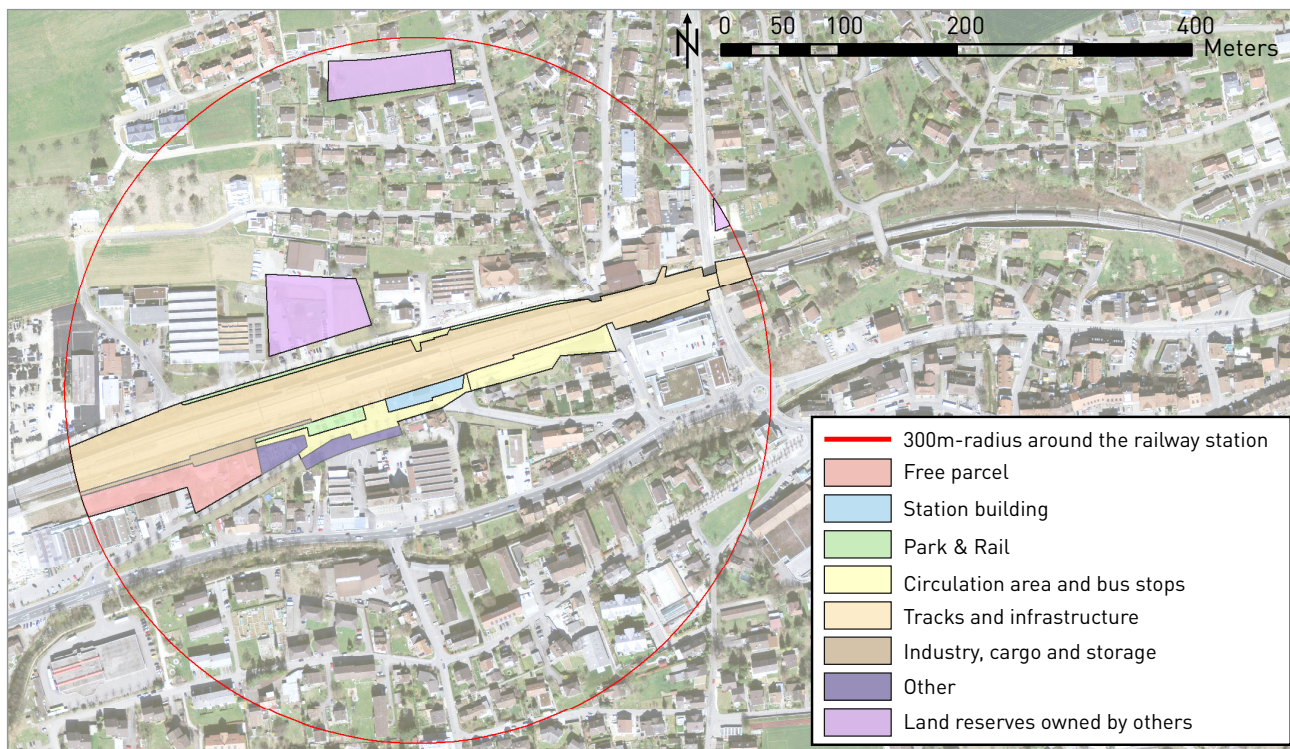 N
0 50 100 200 400
Meters
300m-radius around the railway station
Free parcel
Station building
Park & Rail
Circulation area and bus stops
Tracks and infrastructure
Industry, cargo and storage
Other
Land reserves owned by others